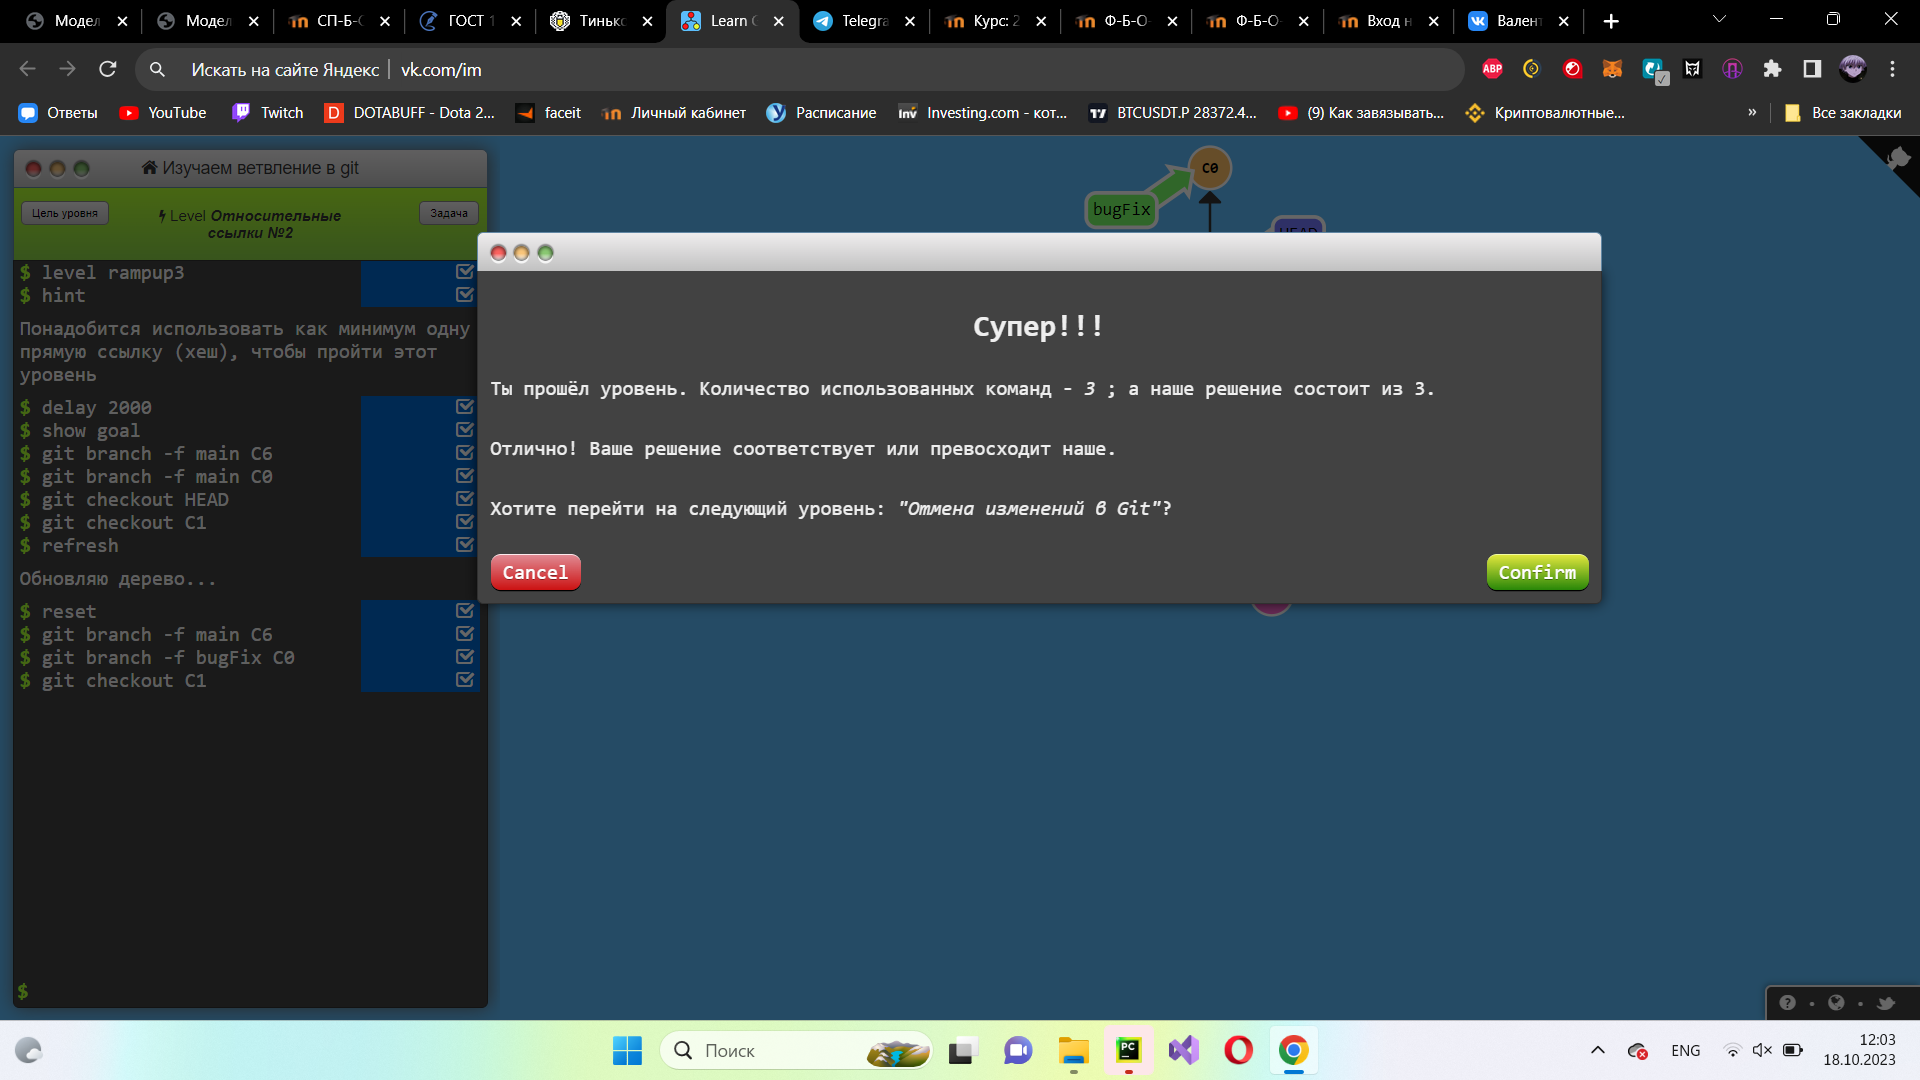 Модел
Модел
СП-Б-О
ГОСТ 1
Тинько
Learn G
Telegra
Курс: 2
Ф-Б-О-
Ф-Б-О-
Вход н
Вален
Искать на сайте Яндекс | vk.com/im
ABP
Ответы
YouTube
Twitch
DOTABUFF - Dota 2...
faceit
Личный кабинет
Расписание
Investing.com - кот...
BTCUSDT.P 28372.4...
(9) Как завязывать...
Криптовалютные...
»
Все закладки
Изучаем ветвление в git
Цель уровня
Level Относительные
ссылки №2
Задача
$ level rampup3
$ hint
Понадобится использовать как минимум одну
прямую ссылку (хеш), чтобы пройти этот
уровень
$ delay 2000
$ show goal
$ git branch -f main C6
$ git branch -f main C0
$ git checkout HEAD
$ git checkout C1
$ refresh
Обновляю дерево...
$ reset
$ git branch -f main C6
$ git branch -f bugFix C0
$ git checkout C1
$
C0
bugFix
HEAD
Супер!!!
Ты прошёл уровень. Количество использованных команд - 3 ; а наше решение состоит из 3.
Отлично! Ваше решение соответствует или превосходит наше.
Хотите перейти на следующий уровень: "Отмена изменений в Git"?
Cancel
Confirm
Поиск
PC
ENG
12:03
18.10.2023